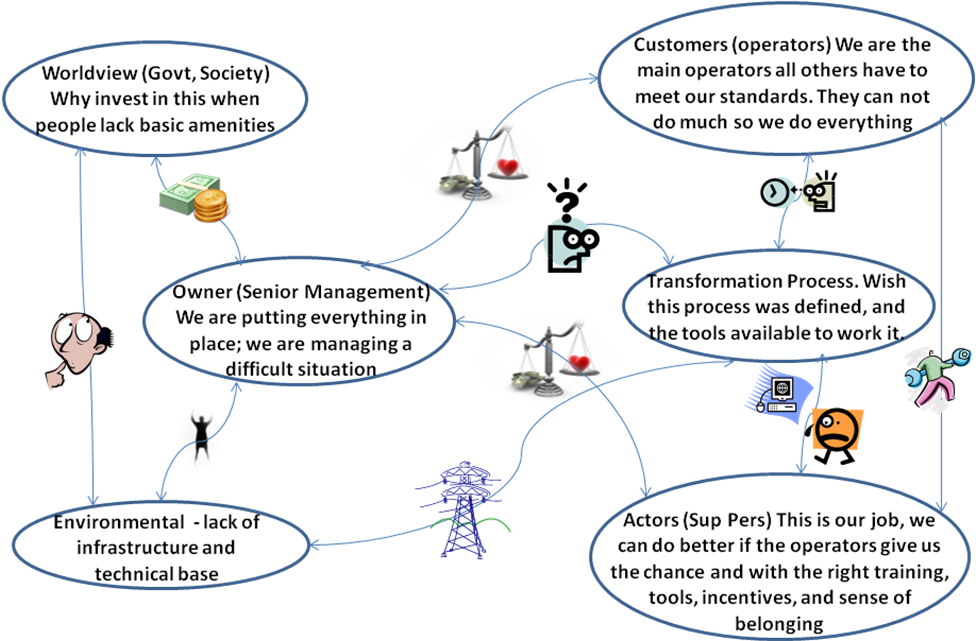 Worldview (Govt, Society)
Why invest in this when
people lack basic amenities
Customers (operators) We are the
main operators all others have to
meet our standards. They can not
do much so we do everything
Owner (Senior Management)
We are putting everything in
place; we are managing a
difficult situation
Transformation Process. Wish
this process was defined, and
the tools available to work it.
Environmental - lack of
infrastructure and
technical base
Actors (Sup Pers) This is our job, we
can do better if the operators give us
the chance and with the right training,
tools, incentives, and sense of
belonging